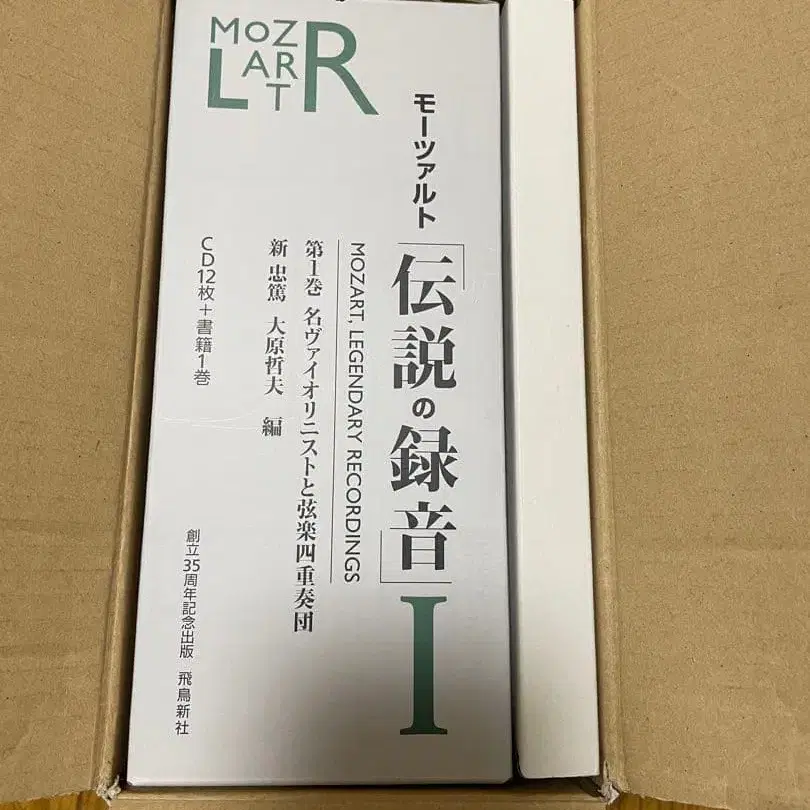 MOZ
ART
LR
モーツァルト
「伝説の録音」I
MOZART, LEGENDARY RECORDINGS
第1巻 名ヴァイオリニストと弦楽四重奏団
新 忠篤 大原哲夫 編
CD12枚+書籍1巻
創立35周年記念出版 飛鳥新社